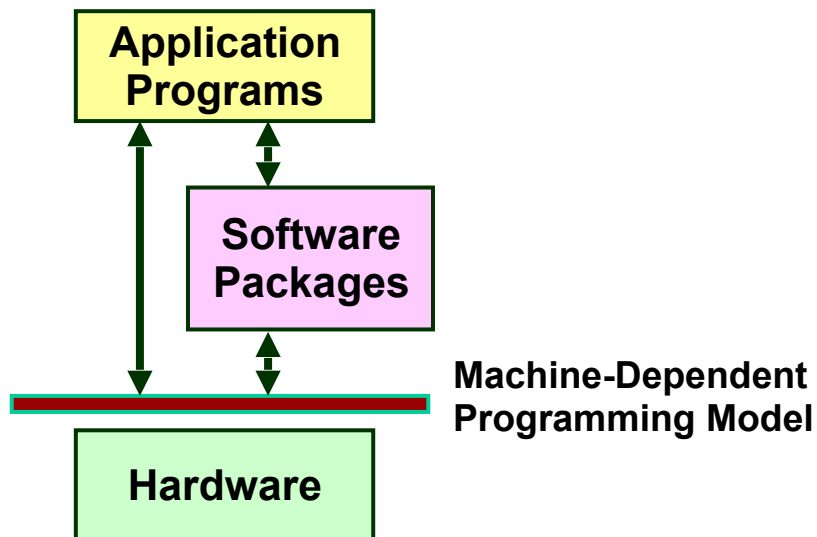 Application
Programs
Software
Packages
Machine-Dependent
Programming Model
Hardware